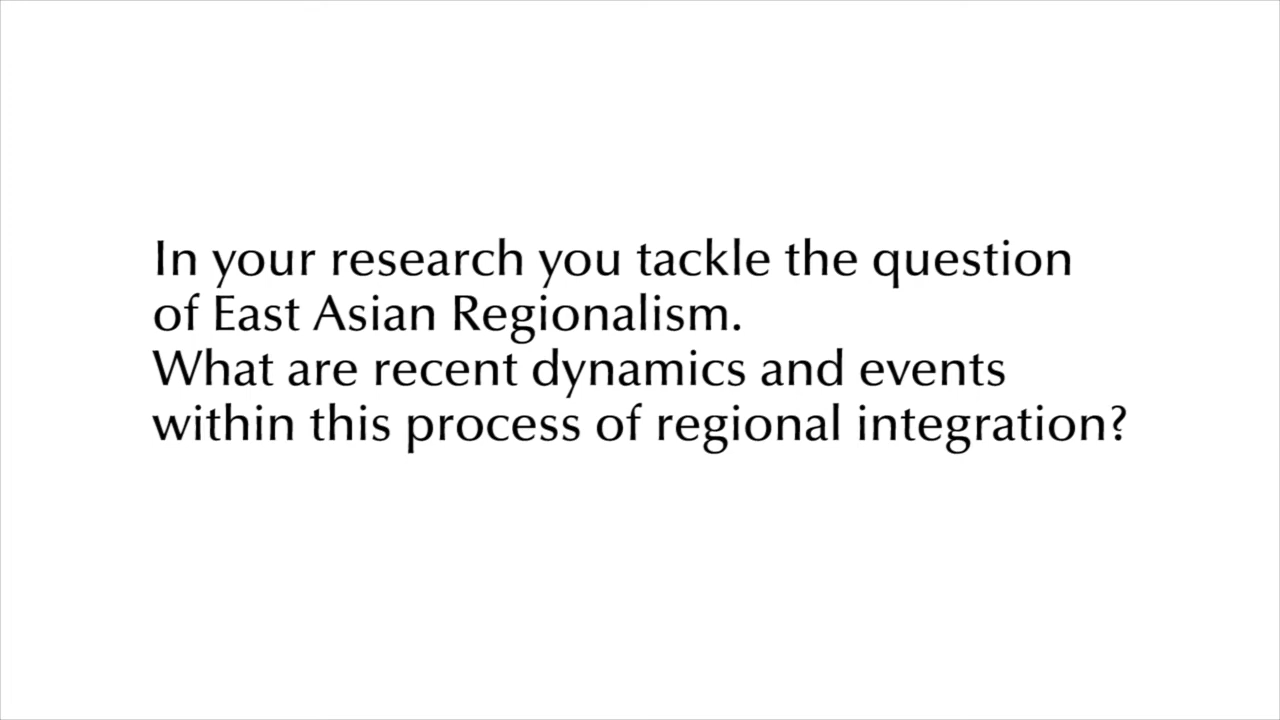 In your research you tackle the question
of East Asian Regionalism.
What are recent dynamics and events
within this process of regional integration?